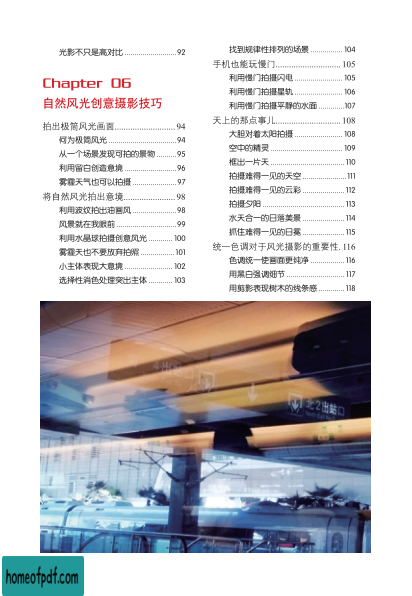 光影不只是高对比 ........................ 92
Chapter 06
自然风光创意摄影技巧
拍出极简风光画面 ........................ 94
何为极简风光 ........................ 94
从一个场景发现可拍的景物 ........ 95
利用留白创造意境 ........................ 96
雾霾天气也可以拍摄 .................... 97
将自然风光拍出意境 .................... 98
利用波纹拍出油画风 .................... 98
风景就在我眼前 ........................ 99
利用水晶球拍摄创意风光 .......... 100
雾霾天也不要放弃拍照 .............. 101
小主体表现大意境 .................... 102
选择性消色处理突出主体 .......... 103
找到规律性排列的场景 .............. 104
手机也能玩慢门 ........................ 105
利用慢门拍摄闪电 .................... 105
利用慢门拍摄星轨 .................... 106
利用慢门拍摄平静的水面 .......... 107
天上的那点事儿 ........................ 108
大胆对着太阳拍摄 .................... 108
空中的精灵 ........................ 109
框出一片天 ........................ 110
拍摄难得一见的天空 .................. 111
拍摄难得一见的云彩 .................. 112
拍摄夕阳 ........................ 113
水天合一的日落美景 .................. 114
抓住难得一见的日冕 .................. 115
统一色调对于风光摄影的重要性. 116
色调统一使画面更纯净 .............. 116
用黑白强调细节 ........................ 117
用剪影表现树木的线条感 .......... 118
北2出站口
homeofpdf.com